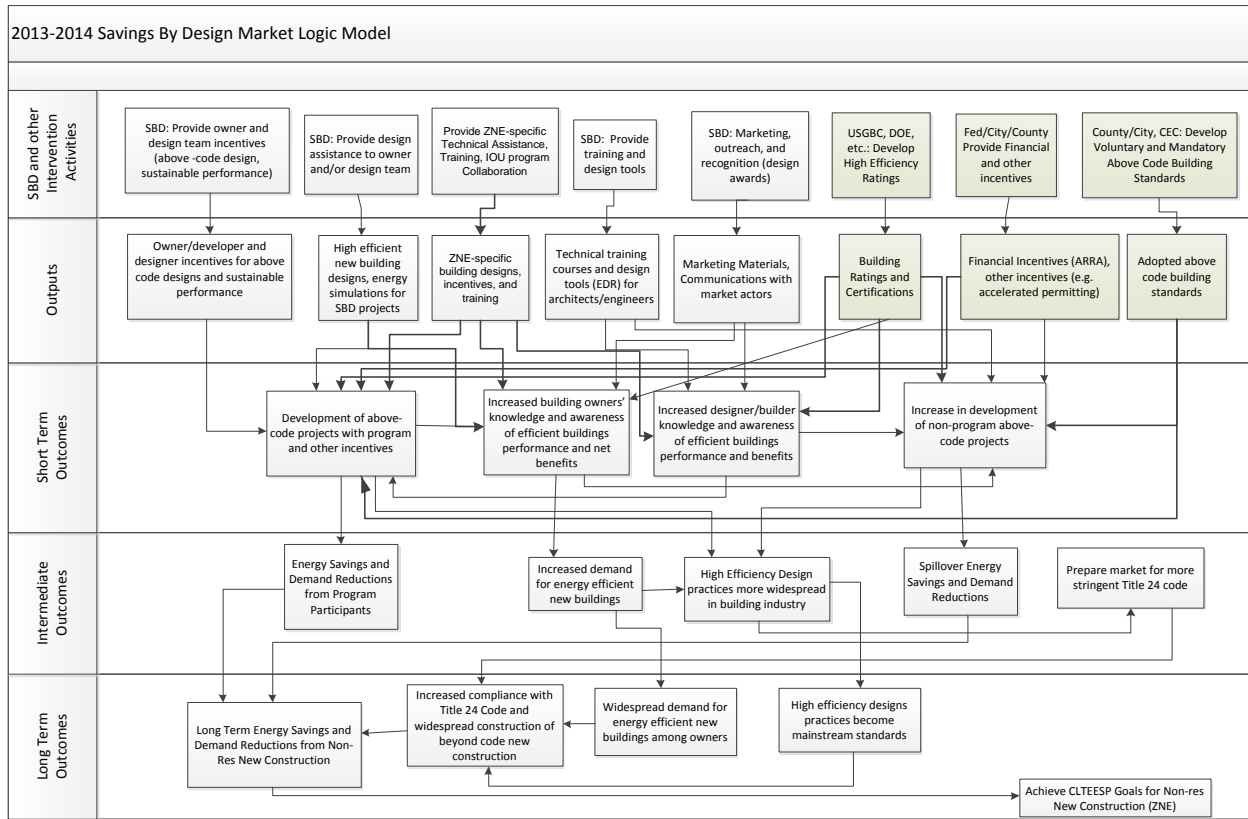 2013-2014 Savings By Design Market Logic Model
SBD and other
Intervention
Activities
SBD: Provide owner and
design team incentives
(above -code design,
sustainable performance)
SBD: Provide design
assistance to owner
and/or design team
Provide ZNE-specific
Technical Assistance,
Training, IOU program
Collaboration
SBD:  Provide
training and
design tools
SBD: Marketing,
outreach, and
recognition (design
awards)
USGBC, DOE,
etc.: Develop
High Efficiency
Ratings
Fed/City/County
Provide Financial
and other
incentives
County/City, CEC: Develop
Voluntary and Mandatory
Above Code Building
Standards
Outputs
Owner/developer and
designer incentives for above
code designs and sustainable
performance
High efficient
new building
designs, energy
simulations for
SBD projects
ZNE-specific
building designs,
incentives, and
training
Technical training
courses and design
tools (EDR) for
architects/engineers
Marketing Materials,
Communications with
market actors
Building
Ratings and
Certifications
Financial Incentives (ARRA),
other incentives (e.g.
accelerated permitting)
Adopted above
code building
standards
Short Term
Outcomes
Development of above-
code projects with program
and other incentives
Increased building owners’
knowledge and awareness
of efficient buildings
performance and net
benefits
Increased designer/builder
knowledge and awareness
of efficient buildings
performance and benefits
Increase in development
of non-program above-
code projects
Intermediate
Outcomes
Energy Savings and
Demand Reductions
from Program
Participants
Increased demand
for energy efficient
new buildings
High Efficiency Design
practices more widespread
in building industry
Spillover Energy
Savings and Demand
Reductions
Prepare market for more
stringent Title 24 code
Long Term
Outcomes
Long Term Energy Savings and
Demand Reductions from Non-
Res New Construction
Increased compliance with
Title 24 Code and
widespread construction of
beyond code new
construction
Widespread demand for
energy efficient new
buildings among owners
High efficiency designs
practices become
mainstream standards
Achieve CLTEESP Goals for Non-res
New Construction (ZNE)